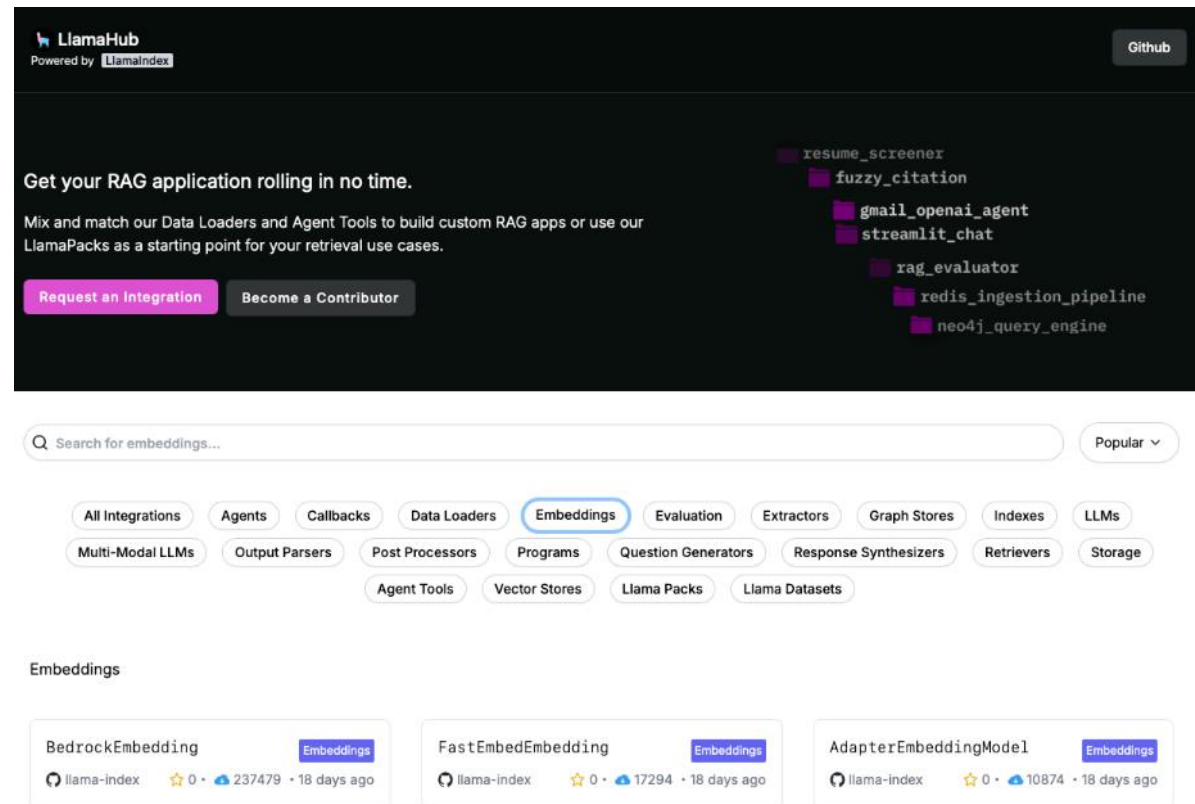 LlamaHub
Powered by LlamaIndex
Github
Get your RAG application rolling in no time.
Mix and match our Data Loaders and Agent Tools to build custom RAG apps or use our
LlamaPacks as a starting point for your retrieval use cases.
Request an Integration Become a Contributor
resume_screener
fuzzy_citation
gmail_openai_agent
streamlit_chat
rag_evaluator
redis_ingestion_pipeline
neo4j_query_engine
Search for embeddings...
Popular
All Integrations Agents Callbacks Data Loaders Embeddings Evaluation Extractors Graph Stores Indexes LLMs
Multi-Modal LLMs Output Parsers Post Processors Programs Question Generators Response Synthesizers Retrievers Storage
Agent Tools Vector Stores Llama Packs Llama Datasets
Embeddings
BedrockEmbedding Embeddings
llama-index 0 • 237479 • 18 days ago
FastEmbedEmbedding Embeddings
llama-index 0 • 17294 • 18 days ago
AdapterEmbeddingModel Embeddings
llama-index 0 • 10874 • 18 days ago